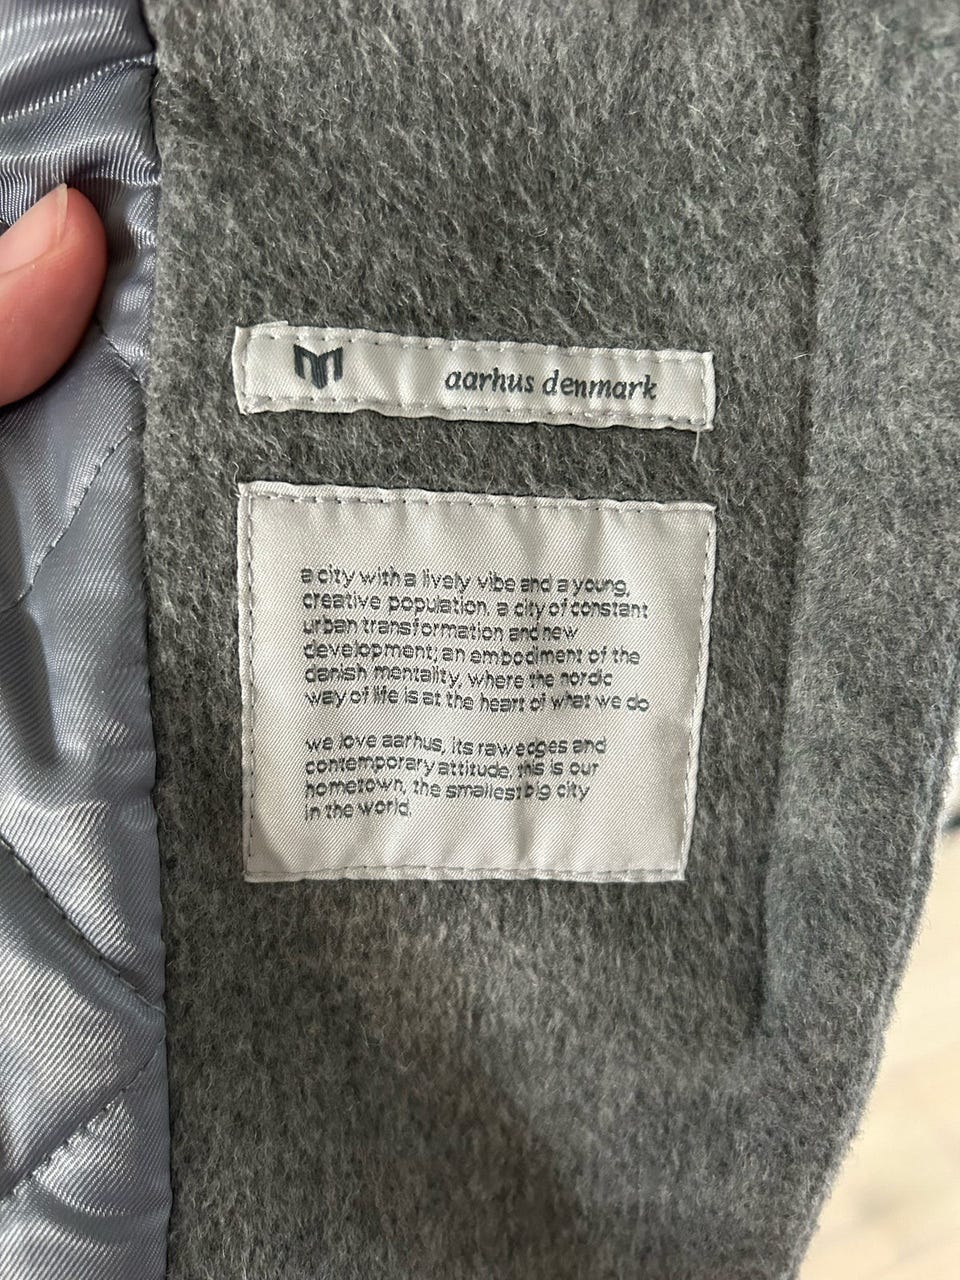 aarhus denmark
a city with a lively vibe and a young,
creative population, a city of constant
urban transformation and new
development; an embodiment of the
danish mentality, where the nordic
way of life is at the heart of what we do
we love aarhus, its raw edges and
contemporary attitude, this is our
hometown, the smallest big city
in the world.